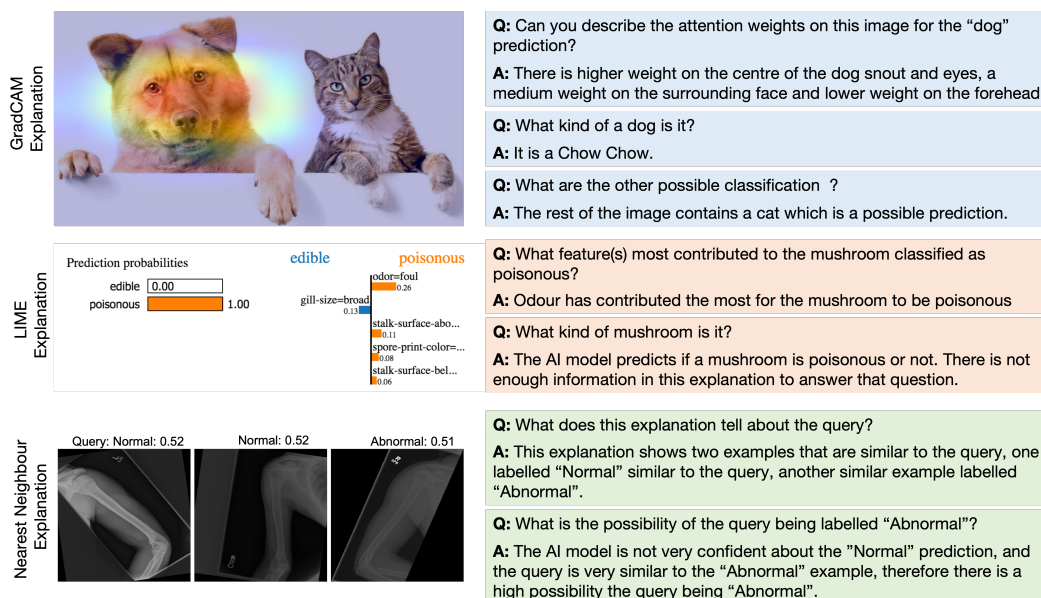 GradCAM
Explanation
Q: Can you describe the attention weights on this image for the “dog”
prediction?
A: There is higher weight on the centre of the dog snout and eyes, a
medium weight on the surrounding face and lower weight on the forehead
Q: What kind of a dog is it?
A: It is a Chow Chow.
Q: What are the other possible classification ?
A: The rest of the image contains a cat which is a possible prediction.
LIME
Explanation
Prediction probabilities
edible 0.00
poisonous 1.00
edible poisonous
odor=foul
0.26
gill-size=broad
0.13
stalk-surface-abo...
0.11
spore-print-color=...
0.08
stalk-surface-bel...
0.06
Q: What feature(s) most contributed to the mushroom classified as
poisonous?
A: Odour has contributed the most for the mushroom to be poisonous
Q: What kind of mushroom is it?
A: The AI model predicts if a mushroom is poisonous or not. There is not
enough information in this explanation to answer that question.
Nearest Neighbour
Explanation
Query: Normal: 0.52
Normal: 0.52
Abnormal: 0.51
Q: What does this explanation tell about the query?
A: This explanation shows two examples that are similar to the query, one
labelled “Normal” similar to the query, another similar example labelled
“Abnormal”.
Q: What is the possibility of the query being labelled “Abnormal”?
A: The AI model is not very confident about the ”Normal” prediction, and
the query is very similar to the “Abnormal” example, therefore there is a
high possibility the query being “Abnormal”.